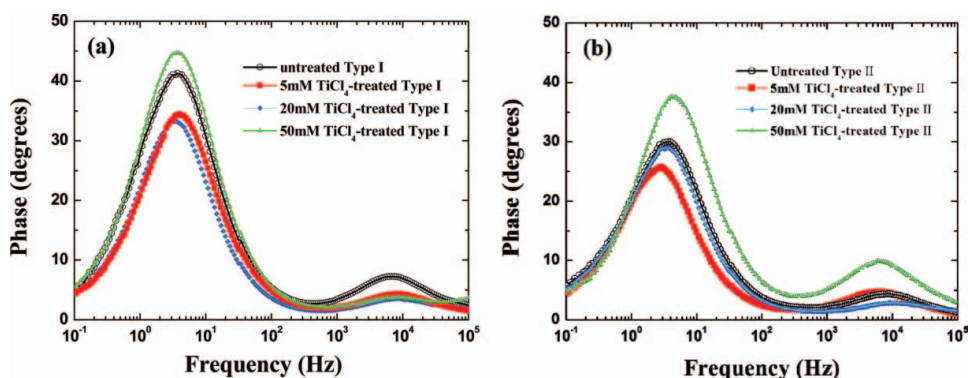 (a)
untreated Type I
5mM TiCl₄-treated Type I
20mM TiCl₄-treated Type I
50mM TiCl₄-treated Type I
Phase (degrees)
50
40
30
20
10
0
10⁻¹ 10⁰ 10¹ 10² 10³ 10⁴ 10⁵
Frequency (Hz)
(b)
Untreated Type II
5mM TiCl₄-treated Type II
20mM TiCl₄-treated Type II
50mM TiCl₄-treated Type II
Phase (degrees)
50
40
30
20
10
0
10⁻¹ 10⁰ 10¹ 10² 10³ 10⁴ 10⁵
Frequency (Hz)